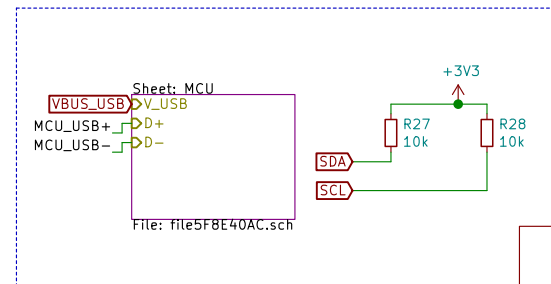 Sheet: MCU
VBUS_USB V_USB
MCU_USB+ D+
MCU_USB- D-
File: file5F8E40AC.sch
+3V3
R27
10k
R28
10k
SDA
SCL